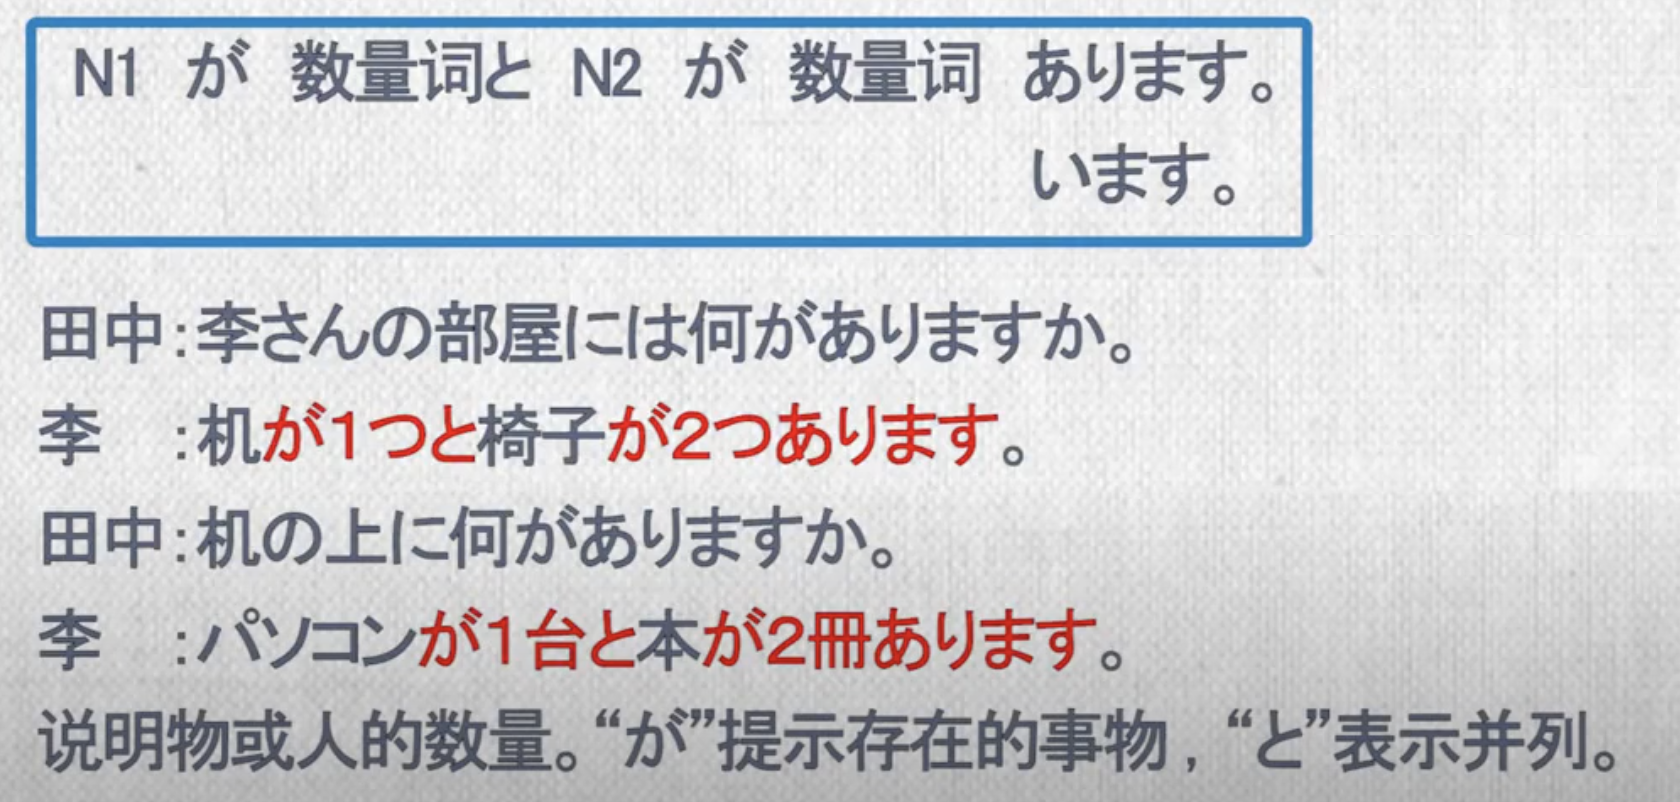 N1 が 数量词と N2 が 数量词 あります。
います。
田中:李さんの部屋には何がありますか。
李 :机が1つと椅子が2つあります。
田中:机の上に何がありますか。
李 :パソコンが1台と本が2冊あります。
说明物或人的数量。“が”提示存在的事物,“と”表示并列。